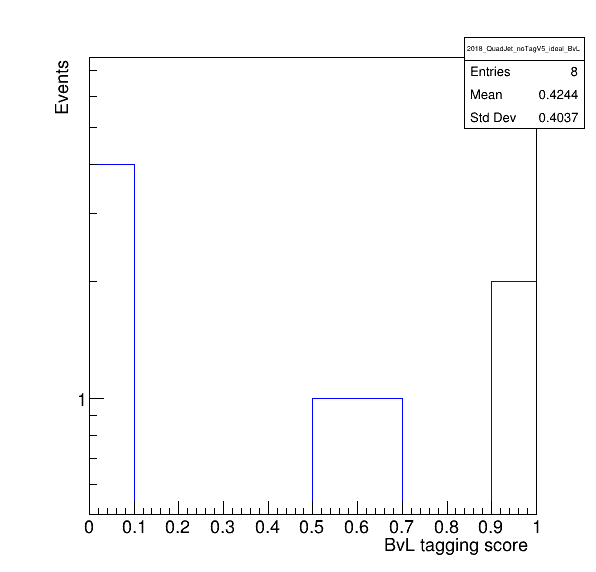 2018_QuadJet_noTagV5_ideal_BvL
Entries 8
Mean 0.4244
Std Dev 0.4037
Events
1
0 0.1 0.2 0.3 0.4 0.5 0.6 0.7 0.8 0.9 1
BvL tagging score